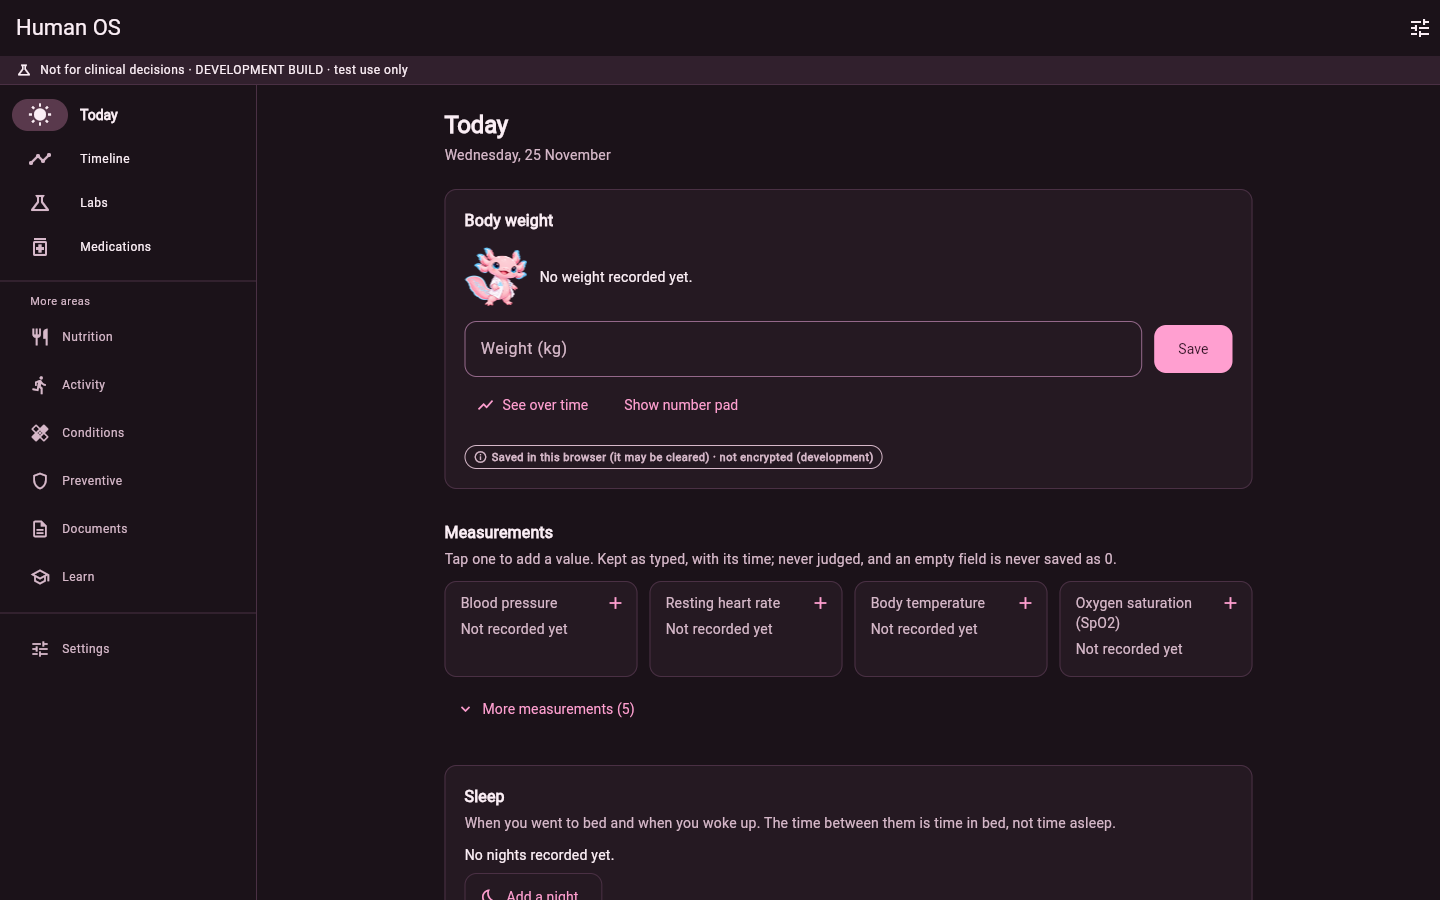 Human OS
Not for clinical decisions · DEVELOPMENT BUILD · test use only
Today
Timeline
Labs
Medications
More areas
Nutrition
Activity
Conditions
Preventive
Documents
Learn
Settings
Today
Wednesday, 25 November
Body weight
No weight recorded yet.
Weight (kg)
Save
See over time
Show number pad
Saved in this browser (it may be cleared) · not encrypted (development)
Measurements
Tap one to add a value. Kept as typed, with its time; never judged, and an empty field is never saved as 0.
Blood pressure
Not recorded yet
Resting heart rate
Not recorded yet
Body temperature
Not recorded yet
Oxygen saturation
(SpO2)
Not recorded yet
More measurements (5)
Sleep
When you went to bed and when you woke up. The time between them is time in bed, not time asleep.
No nights recorded yet.
Add a night